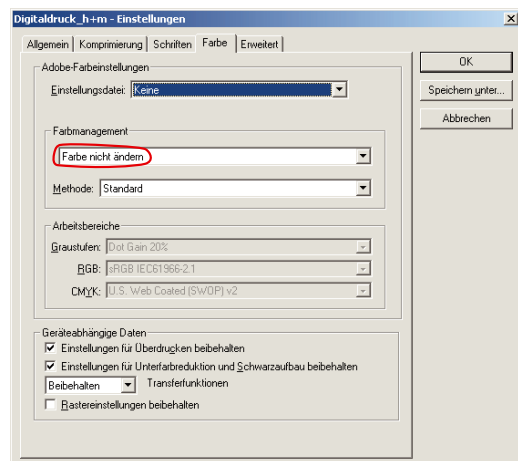 Digitaldruck_h+m - Einstellungen
Allgemein Komprimierung Schriften Farbe Erweitert
OK
Speichern unter...
Abbrechen
Adobe-Farbeinstellungen
Einstellungsdatei: Keine
Farbmanagement
Farbe nicht ändern
Methode: Standard
Arbeitsbereiche
Graustufen: Dot Gain 20%
RGB: sRGB IEC61966-2.1
CMYK: U.S. Web Coated (SWOP) v2
Geräteabhängige Daten
Einstellungen für Überdrucken beibehalten
Einstellungen für Unterfarbreduktion und Schwarzaufbau beibehalten
Beibehalten Transferfunktionen
Rastereinstellungen beibehalten